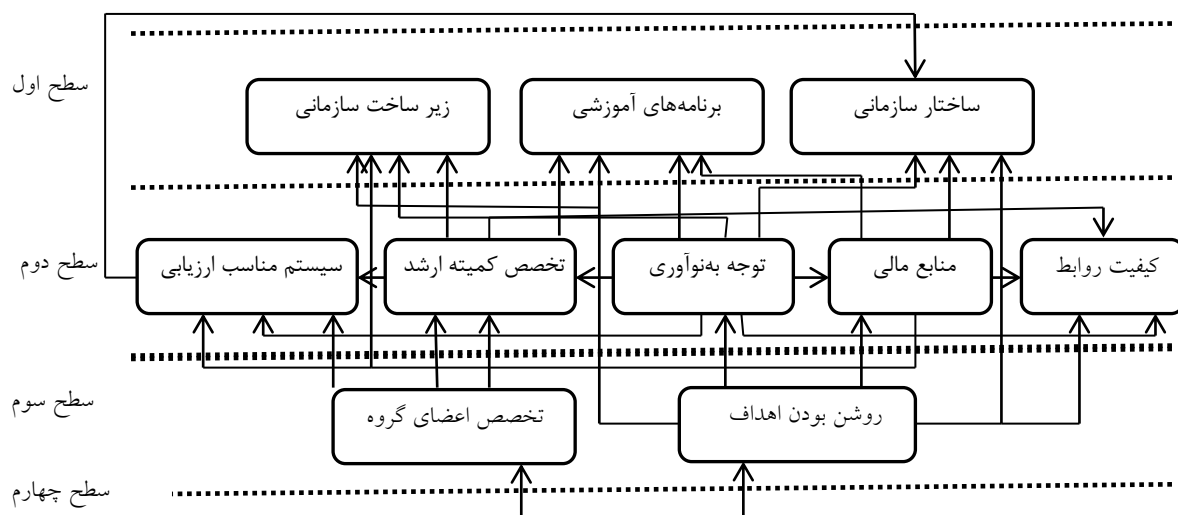 سطح اول
ساختار سازمانی
برنامه‌های آموزشی
زیر ساخت سازمانی
سطح دوم
کیفیت روابط
منابع مالی
توجه به‌نوآوری
تخصص کمیته ارشد
سیستم مناسب ارزیابی
سطح سوم
روشن بودن اهداف
تخصص اعضای گروه
سطح چهارم